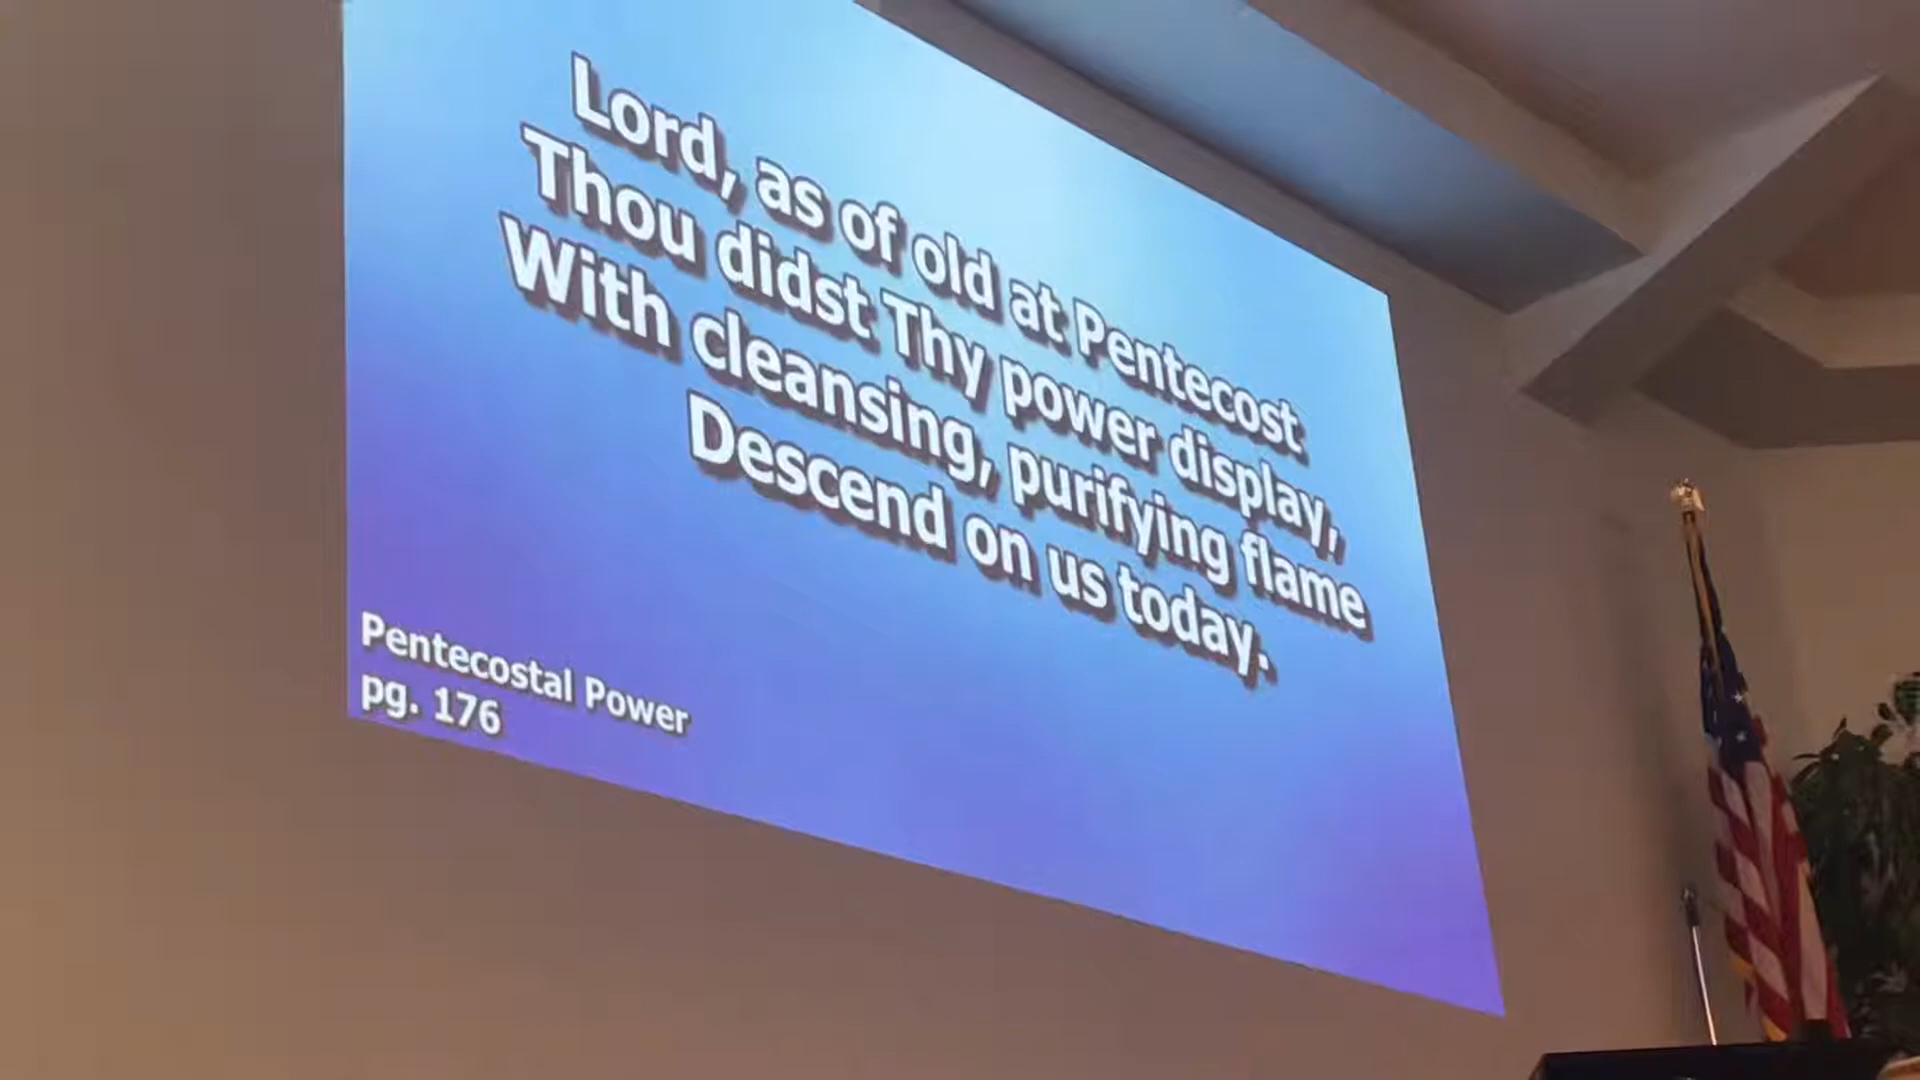 Lord, as of old at Pentecost
Thou didst Thy power display,
With cleansing, purifying flame
Descend on us today.
Pentecostal Power
pg. 176